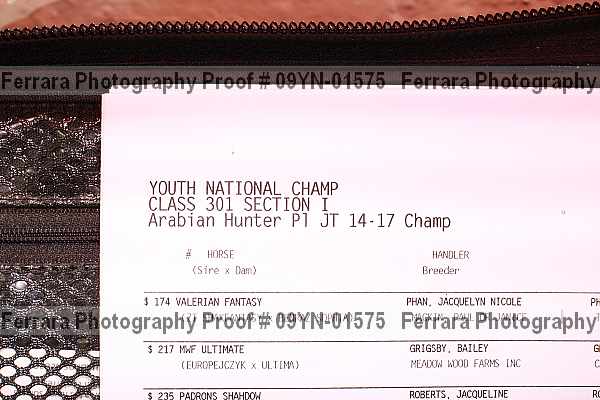 Ferrara Photography Proof # 09YN-01575 Ferrara Photography
YOUTH NATIONAL CHAMP
CLASS 301 SECTION I
Arabian Hunter Pl JT 14-17 Champ
# HORSE HANDLER
(Sire x Dam) Breeder
$ 174 VALERIAN FANTASY PHAN, JACQUELYN NICOLE PH
Ferrara Photography Proof # 09YN-01575 Ferrara Photography
$ 217 MWF ULTIMATE GRIGSBY, BAILEY
(EUROPEJCZYK x ULTIMA) MEADOW WOOD FARMS INC
$ 235 PADRONS SHAHDOW ROBERTS, JACQUELINE